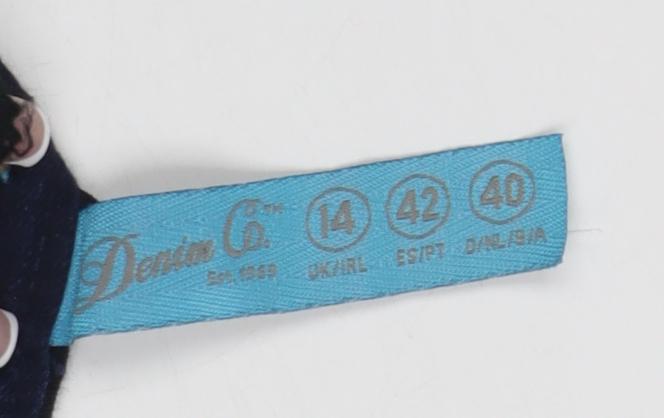 Denim Co.™
Est. 1969
14
UK/IRL
42
ES/PT
40
D/NL/B/A